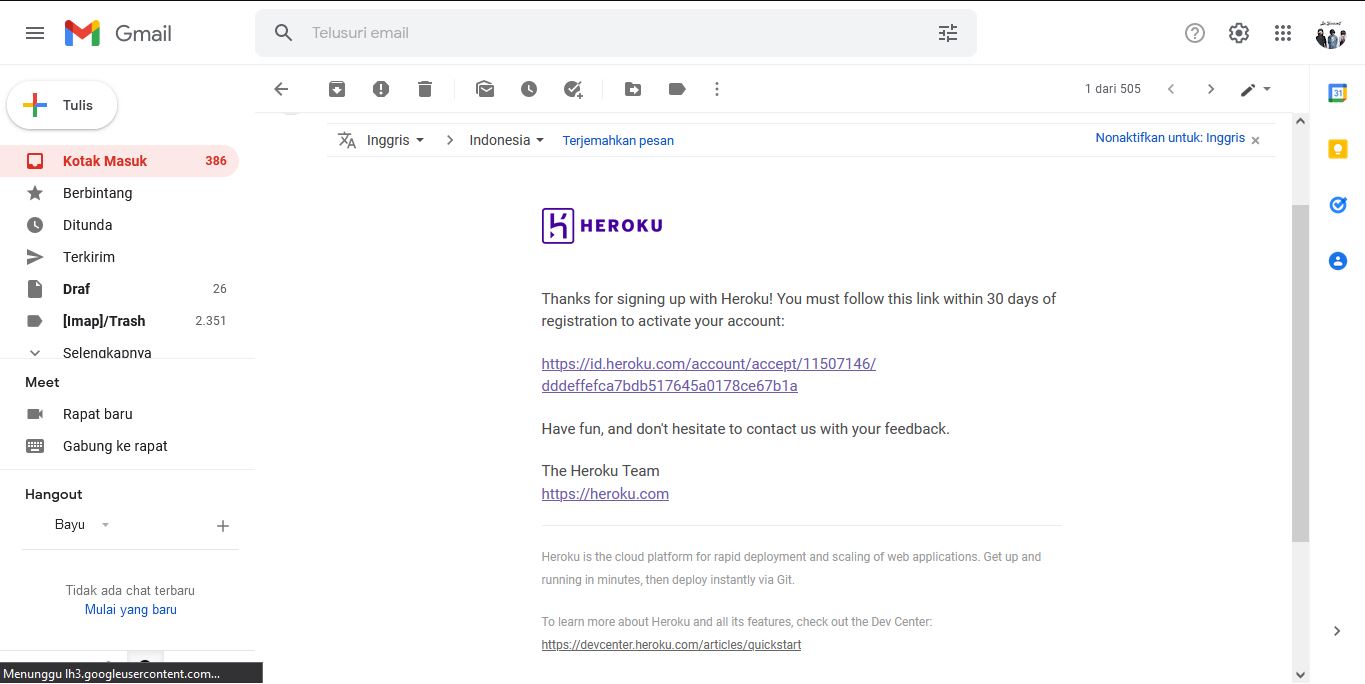 Gmail
Telusuri email
Tulis
1 dari 505
Kotak Masuk 386
Berbintang
Ditunda
Terkirim
Draf 26
[Imap]/Trash 2.351
Selengkapnya
Meet
Rapat baru
Gabung ke rapat
Hangout
Bayu
Tidak ada chat terbaru
Mulai yang baru
Menunggu lh3.googleusercontent.com...
Inggris > Indonesia Terjemahkan pesan Nonaktifkan untuk: Inggris
HEROKU
Thanks for signing up with Heroku! You must follow this link within 30 days of
registration to activate your account:
https://id.heroku.com/account/accept/11507146/
dddeffefca7bdb517645a0178ce67b1a
Have fun, and don't hesitate to contact us with your feedback.
The Heroku Team
https://heroku.com
Heroku is the cloud platform for rapid deployment and scaling of web applications. Get up and
running in minutes, then deploy instantly via Git.
To learn more about Heroku and all its features, check out the Dev Center:
https://devcenter.heroku.com/articles/quickstart
31